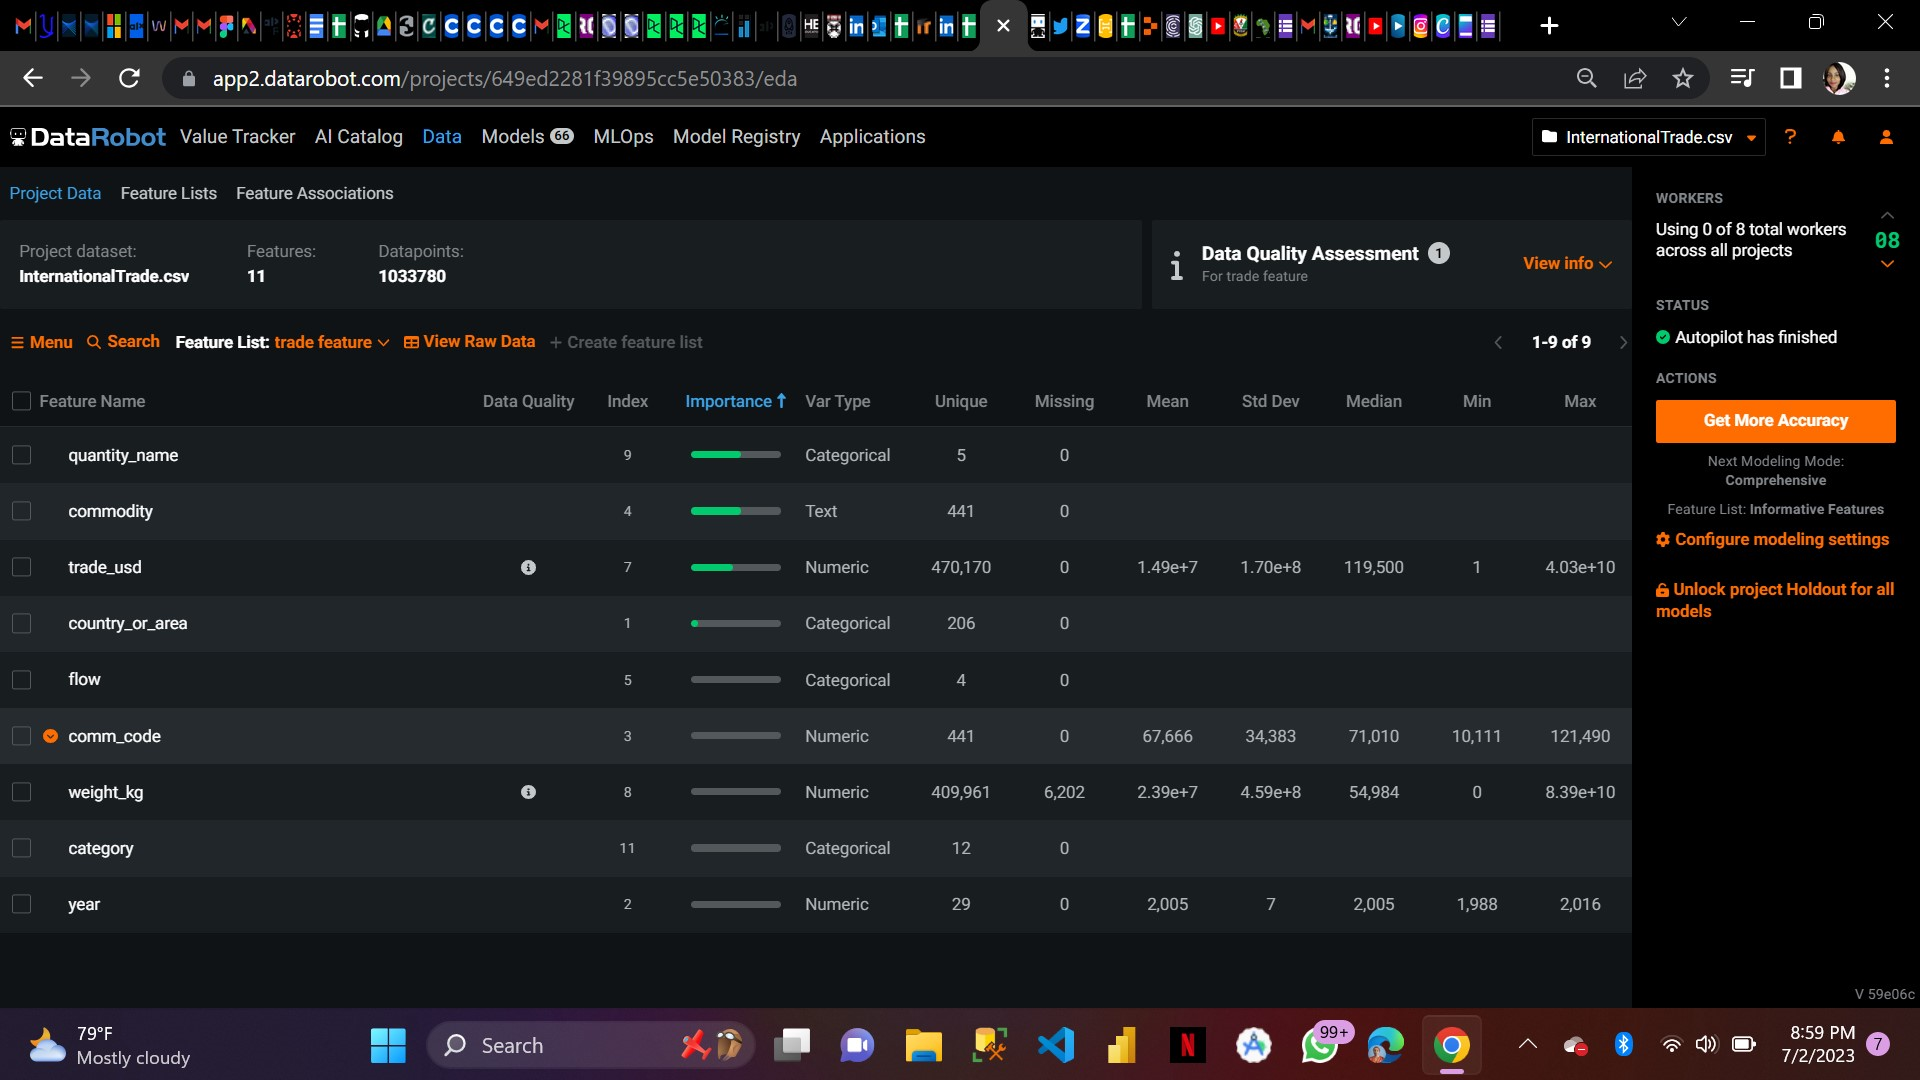 app2.datarobot.com/projects/649ed2281f39895cc5e50383/eda
DataRobot Value Tracker AI Catalog Data Models 66 MLOps Model Registry Applications InternationalTrade.csv ?
Project Data Feature Lists Feature Associations
Project dataset: Features: Datapoints:
InternationalTrade.csv 11 1033780
Data Quality Assessment 1
For trade feature
View info
Menu Search Feature List: trade feature View Raw Data + Create feature list 1-9 of 9
Feature Name Data Quality Index Importance Var Type Unique Missing Mean Std Dev Median Min Max
quantity_name 9 Categorical 5 0
commodity 4 Text 441 0
trade_usd 7 Numeric 470,170 0 1.49e+7 1.70e+8 119,500 1 4.03e+10
country_or_area 1 Categorical 206 0
flow 5 Categorical 4 0
comm_code 3 Numeric 441 0 67,666 34,383 71,010 10,111 121,490
weight_kg 8 Numeric 409,961 6,202 2.39e+7 4.59e+8 54,984 0 8.39e+10
category 11 Categorical 12 0
year 2 Numeric 29 0 2,005 7 2,005 1,988 2,016
WORKERS
Using 0 of 8 total workers
across all projects
08
STATUS
Autopilot has finished
ACTIONS
Get More Accuracy
Next Modeling Mode:
Comprehensive
Feature List: Informative Features
Configure modeling settings
Unlock project Holdout for all
models
V 59e06c
79°F
Mostly cloudy
Search
99+
8:59 PM
7/2/2023
7